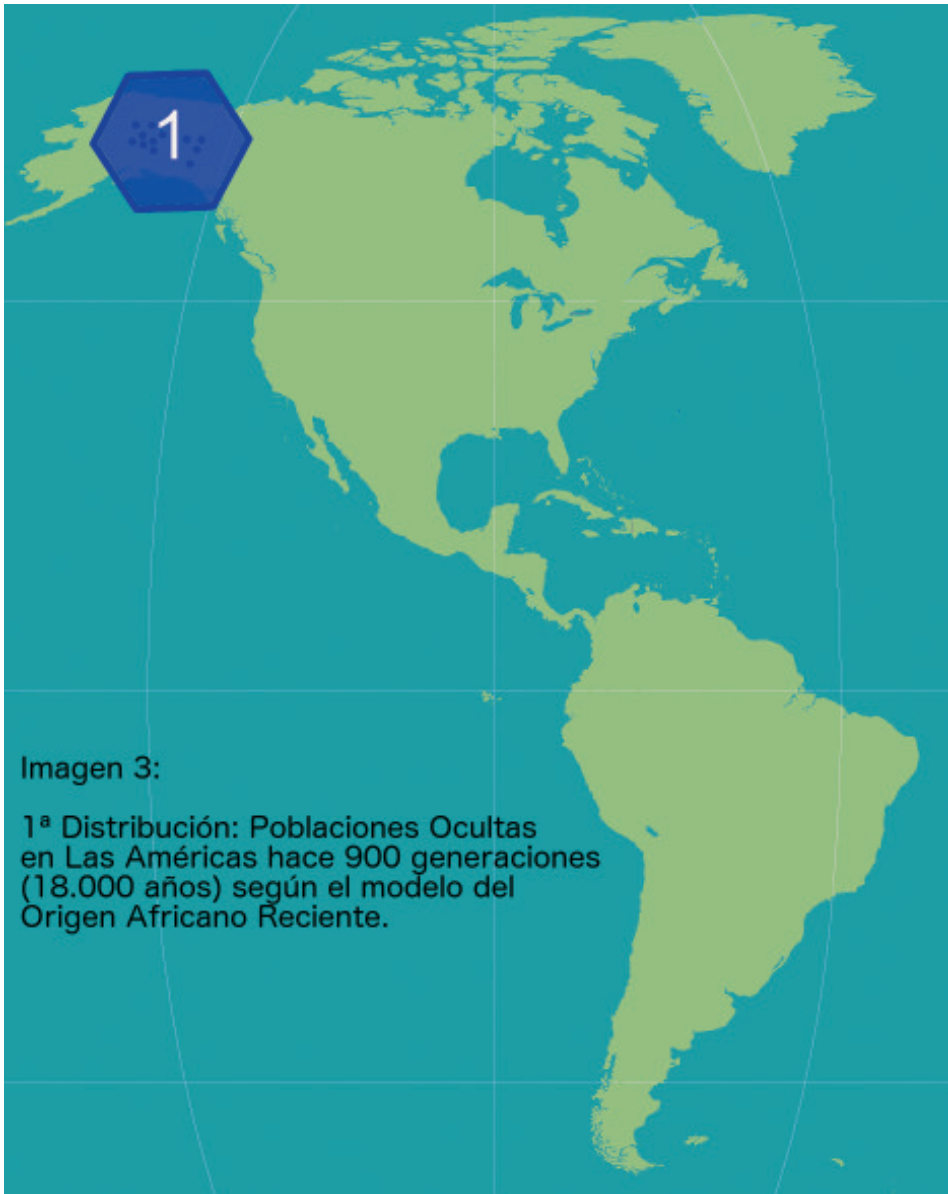 1
Imagen 3:
1ª Distribución: Poblaciones Ocultas
en Las Américas hace 900 generaciones
(18.000 años) según el modelo del
Origen Africano Reciente.